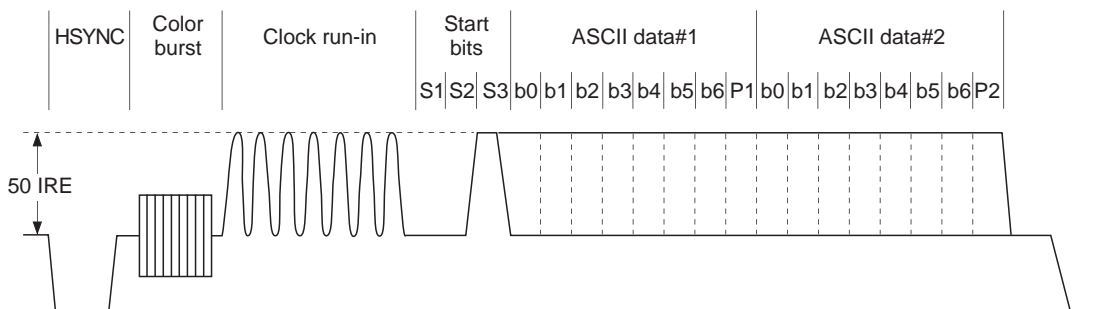 HSYNC
Color
burst
Clock run-in
Start
bits
ASCII data#1
ASCII data#2
S1 S2 S3 b0 b1 b2 b3 b4 b5 b6 P1 b0 b1 b2 b3 b4 b5 b6 P2
50 IRE